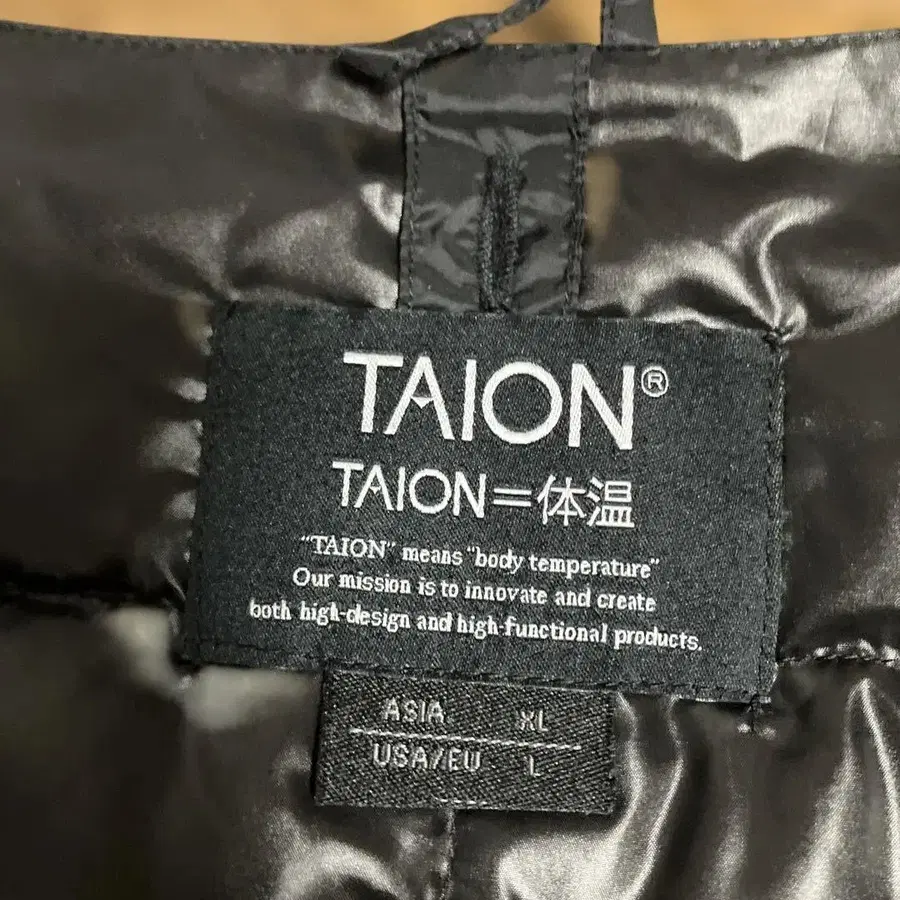 TAION®
TAION=体温
"TAION" means "body temperature"
Our mission is to innovate and create
both high-design and high-functional products.
ASIA XL
USA/EU L